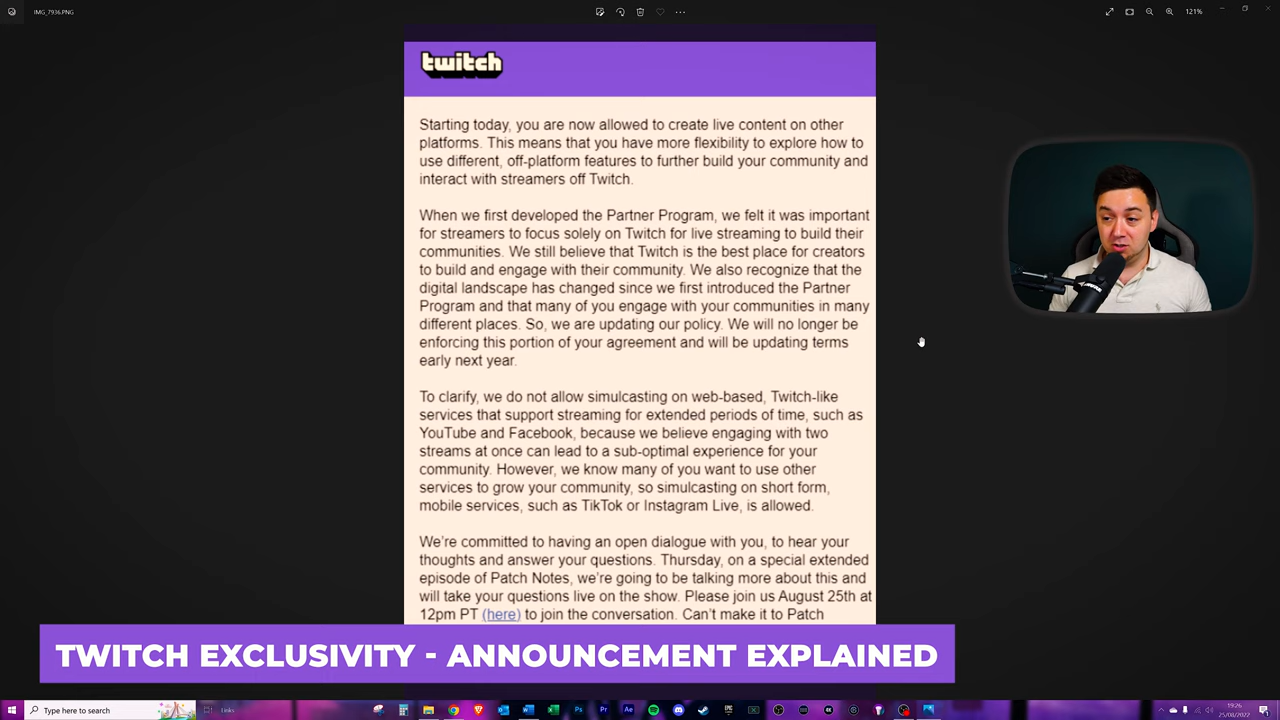 IMG_7936.PNG
121%
twitch
Starting today, you are now allowed to create live content on other
platforms. This means that you have more flexibility to explore how to
use different, off-platform features to further build your community and
interact with streamers off Twitch.
When we first developed the Partner Program, we felt it was important
for streamers to focus solely on Twitch for live streaming to build their
communities. We still believe that Twitch is the best place for creators
to build and engage with their community. We also recognize that the
digital landscape has changed since we first introduced the Partner
Program and that many of you engage with your communities in many
different places. So, we are updating our policy. We will no longer be
enforcing this portion of your agreement and will be updating terms
early next year.
To clarify, we do not allow simulcasting on web-based, Twitch-like
services that support streaming for extended periods of time, such as
YouTube and Facebook, because we believe engaging with two
streams at once can lead to a sub-optimal experience for your
community. However, we know many of you want to use other
services to grow your community, so simulcasting on short form,
mobile services, such as TikTok or Instagram Live, is allowed.
We're committed to having an open dialogue with you, to hear your
thoughts and answer your questions. Thursday, on a special extended
episode of Patch Notes, we're going to be talking more about this and
will take your questions live on the show. Please join us August 25th at
12pm PT (here) to join the conversation. Can't make it to Patch
TWITCH EXCLUSIVITY - ANNOUNCEMENT EXPLAINED
Type here to search
Links
19:26
25/08/2022